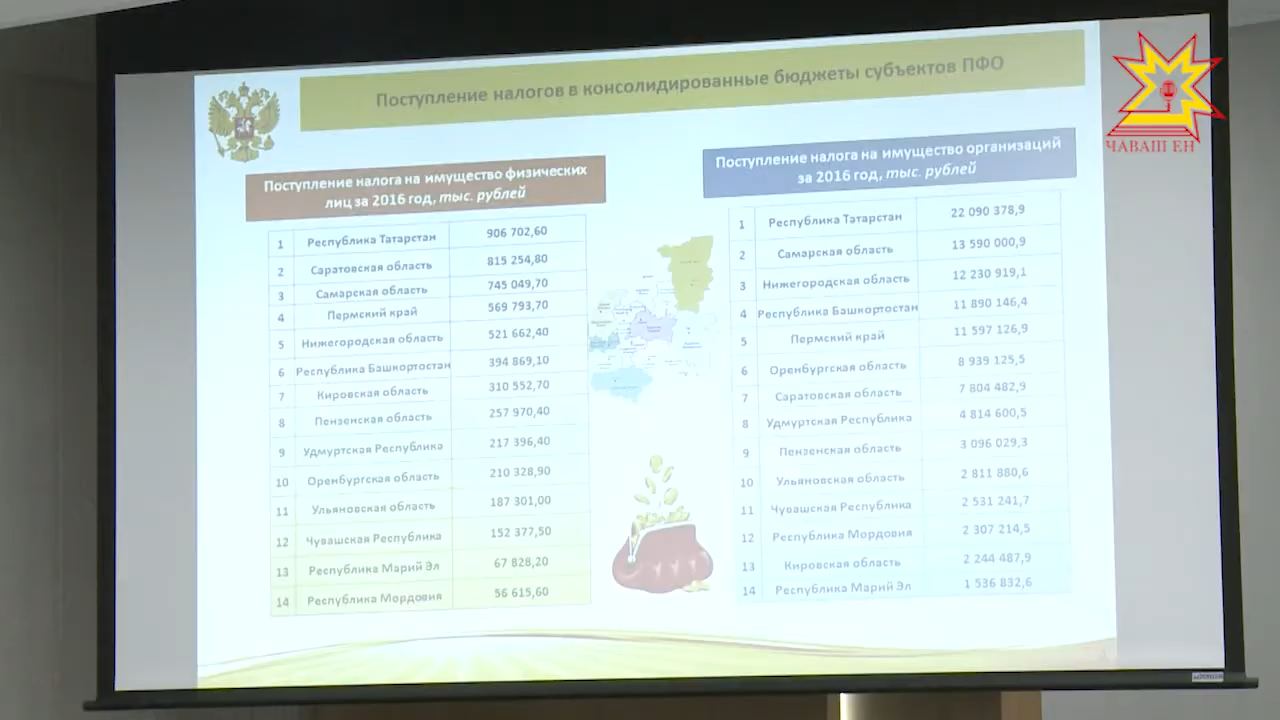 Поступление налогов в консолидированные бюджеты субъектов ПФО
ЧӐВАШ ЕН
Поступление налога на имущество физических
лиц за 2016 год, тыс. рублей
1 Республика Татарстан 906 702,60
2 Саратовская область 815 254,80
3 Самарская область 745 049,70
4 Пермский край 569 793,70
5 Нижегородская область 521 662,40
6 Республика Башкортостан 394 869,10
7 Кировская область 310 552,70
8 Пензенская область 257 970,40
9 Удмуртская Республика 217 396,40
10 Оренбургская область 210 328,90
11 Ульяновская область 187 301,00
12 Чувашская Республика 152 377,50
13 Республика Марий Эл 67 828,20
14 Республика Мордовия 56 615,60
Поступление налога на имущество организаций
за 2016 год, тыс. рублей
1 Республика Татарстан 22 090 378,9
2 Самарская область 13 590 000,9
3 Нижегородская область 12 230 919,1
4 Республика Башкортостан 11 890 146,4
5 Пермский край 11 597 126,9
6 Оренбургская область 8 939 125,5
7 Саратовская область 7 804 482,9
8 Удмуртская Республика 4 814 600,5
9 Пензенская область 3 096 029,3
10 Ульяновская область 2 811 880,6
11 Чувашская Республика 2 531 241,7
12 Республика Мордовия 2 307 214,5
13 Кировская область 2 244 487,9
14 Республика Марий Эл 1 536 832,6